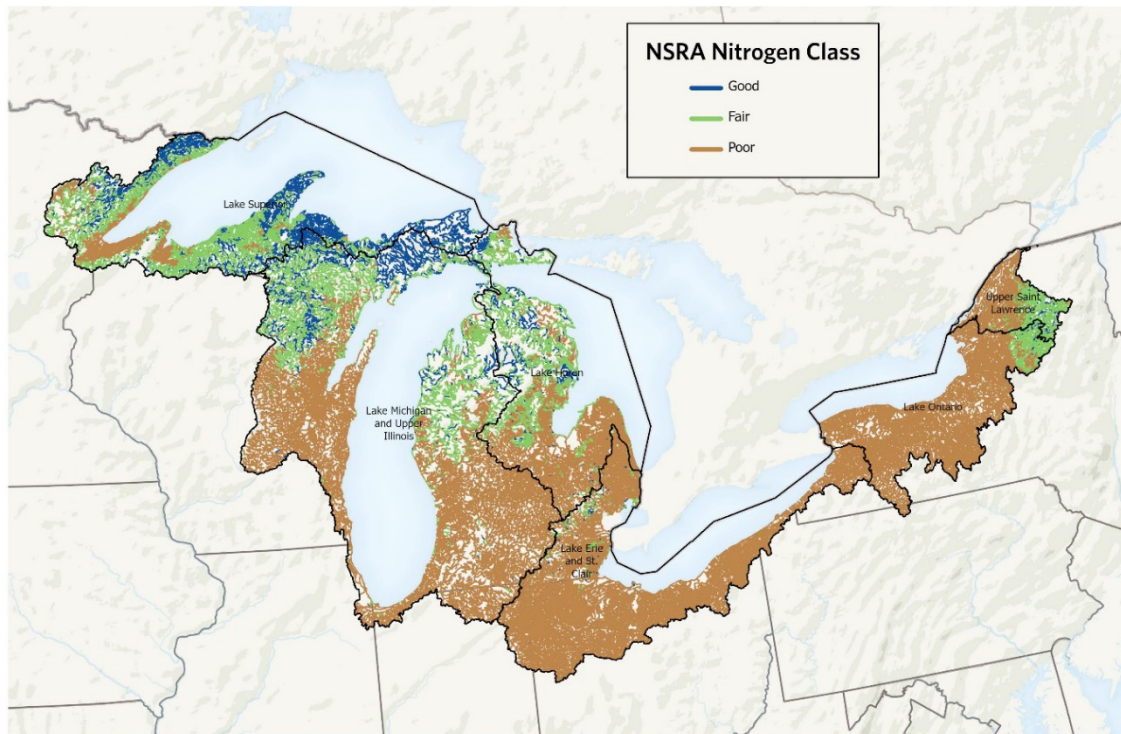 NSRA Nitrogen Class
Good
Fair
Poor
Lake Superior
Upper Saint
Lawrence
Lake Huron
Lake Ontario
Lake Michigan
and Upper
Illinois
Lake Erie
and St.
Clair